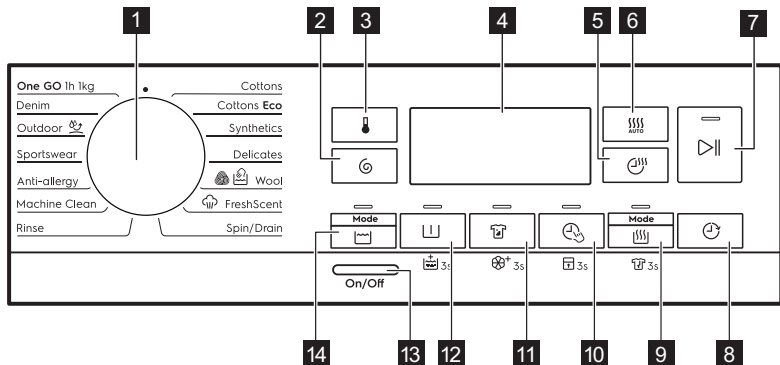 1
2
3
4
5
6
7
One GO 1h 1kg
Denim
Outdoor
Sportswear
Anti-allergy
Machine Clean
Rinse
Cottons
Cottons Eco
Synthetics
Delicates
Wool
FreshScent
Spin/Drain
AUTO
Mode
Mode
3s
3s
3s
3s
On/Off
14
13
12
11
10
9
8